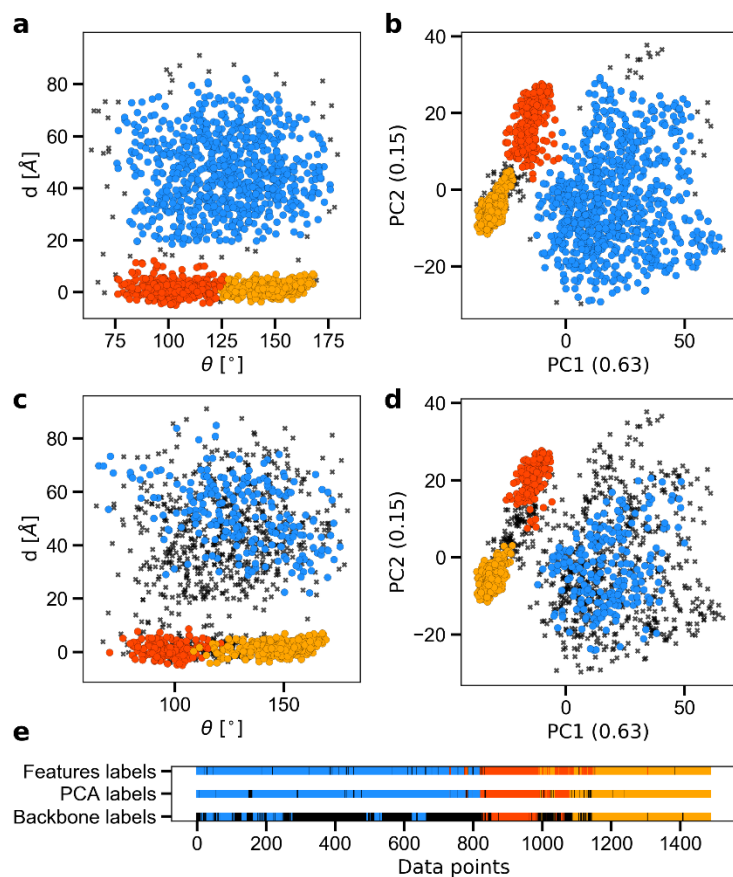 a
d [Å]
80
60
40
20
0
75 100 125 150 175
θ [°]
b
PC2 (0.15)
40
20
0
−20
0 50
PC1 (0.63)
c
d [Å]
80
60
40
20
0
100 150
θ [°]
d
PC2 (0.15)
40
20
0
−20
0 50
PC1 (0.63)
e
Features labels
PCA labels
Backbone labels
0 200 400 600 800 1000 1200 1400
Data points